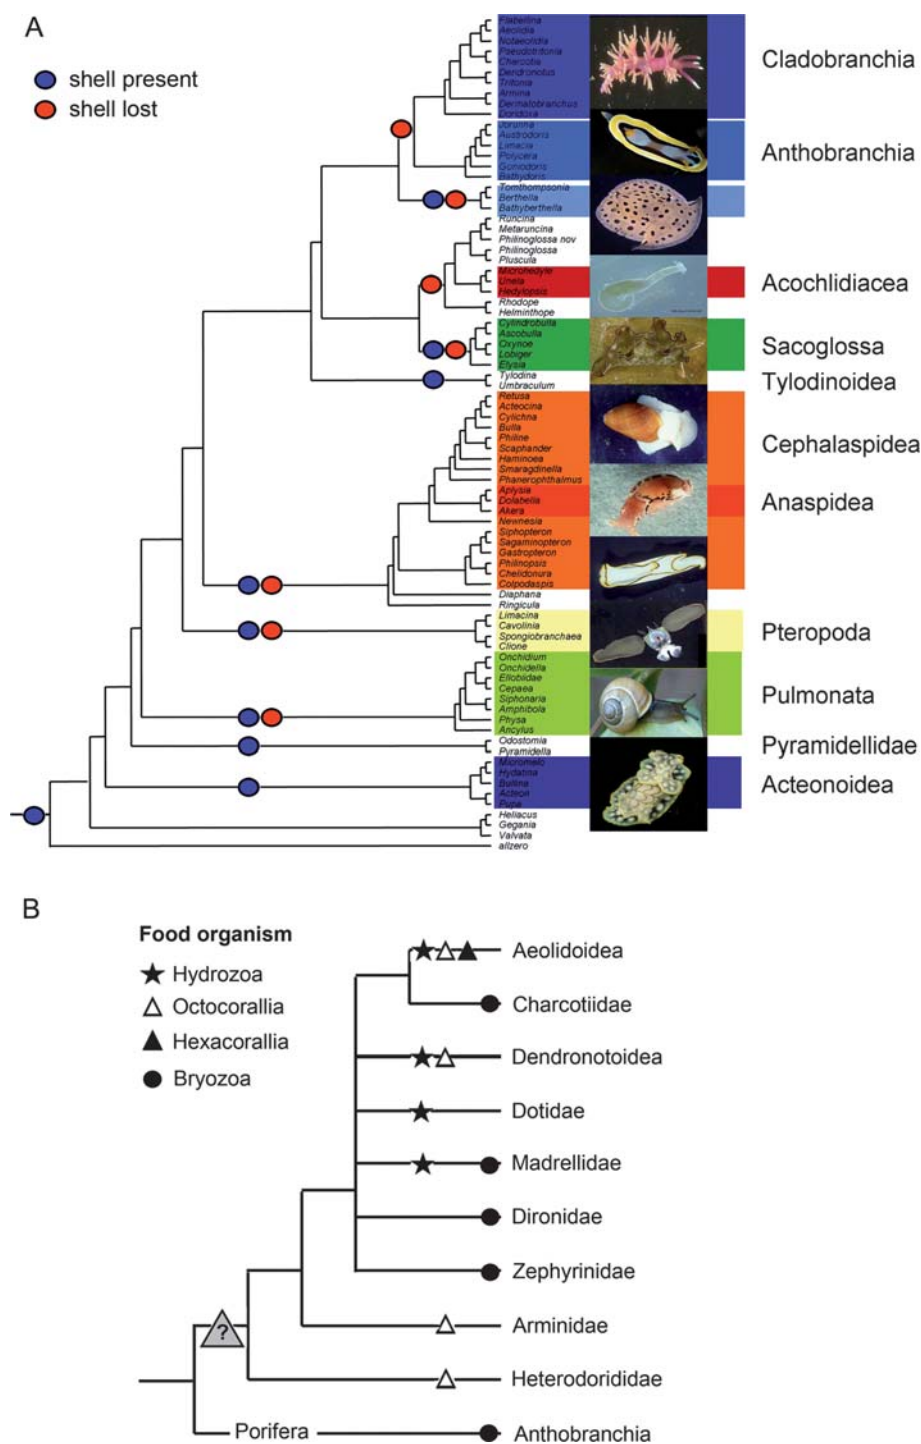 A
shell present
shell lost
Flabellina
Aeolidia
Notaeolidia
Pseudotritonia
Charcotia
Dendronotus
Tritonia
Armina
Dermatobranchus
Doridoxa
Cladobranchia
Jorunna
Austrodoris
Limacia
Polycera
Goniodoris
Bathydoris
Anthobranchia
Tomthompsonia
Berthella
Bathyberthella
Runcina
Metaruncina
Philinoglossa nov
Philinoglossa
Pluscula
Microhedyle
Unela
Hedylopsis
Acochlidiacea
Rhodope
Helminthope
Cylindrobulla
Ascobulla
Oxynoe
Lobiger
Elysia
Sacoglossa
Tylodina
Umbraculum
Tylodinoidea
Retusa
Acteocina
Cylichna
Bulla
Philine
Scaphander
Haminoea
Smaragdinella
Phanerophthalmus
Cephalaspidea
Aplysia
Dolabella
Akera
Anaspidea
Newnesia
Siphopteron
Sagaminopteron
Gastropteron
Philinopsis
Chelidonura
Colpodaspis
Diaphana
Ringicula
Limacina
Cavolinia
Spongiobranchaea
Clione
Pteropoda
Onchidium
Onchidella
Ellobiidae
Cepaea
Siphonaria
Amphibola
Physa
Ancylus
Pulmonata
Odostomia
Pyramidella
Pyramidellidae
Micromelo
Hydatina
Bullina
Acteon
Pupa
Acteonoidea
Heliacus
Gegania
Valvata
allzero
B
Food organism
Hydrozoa
Octocorallia
Hexacorallia
Bryozoa
Aeolidoidea
Charcotiidae
Dendronotoidea
Dotidae
Madrellidae
Dironidae
Zephyrinidae
?
Arminidae
Heterodorididae
Porifera
Anthobranchia